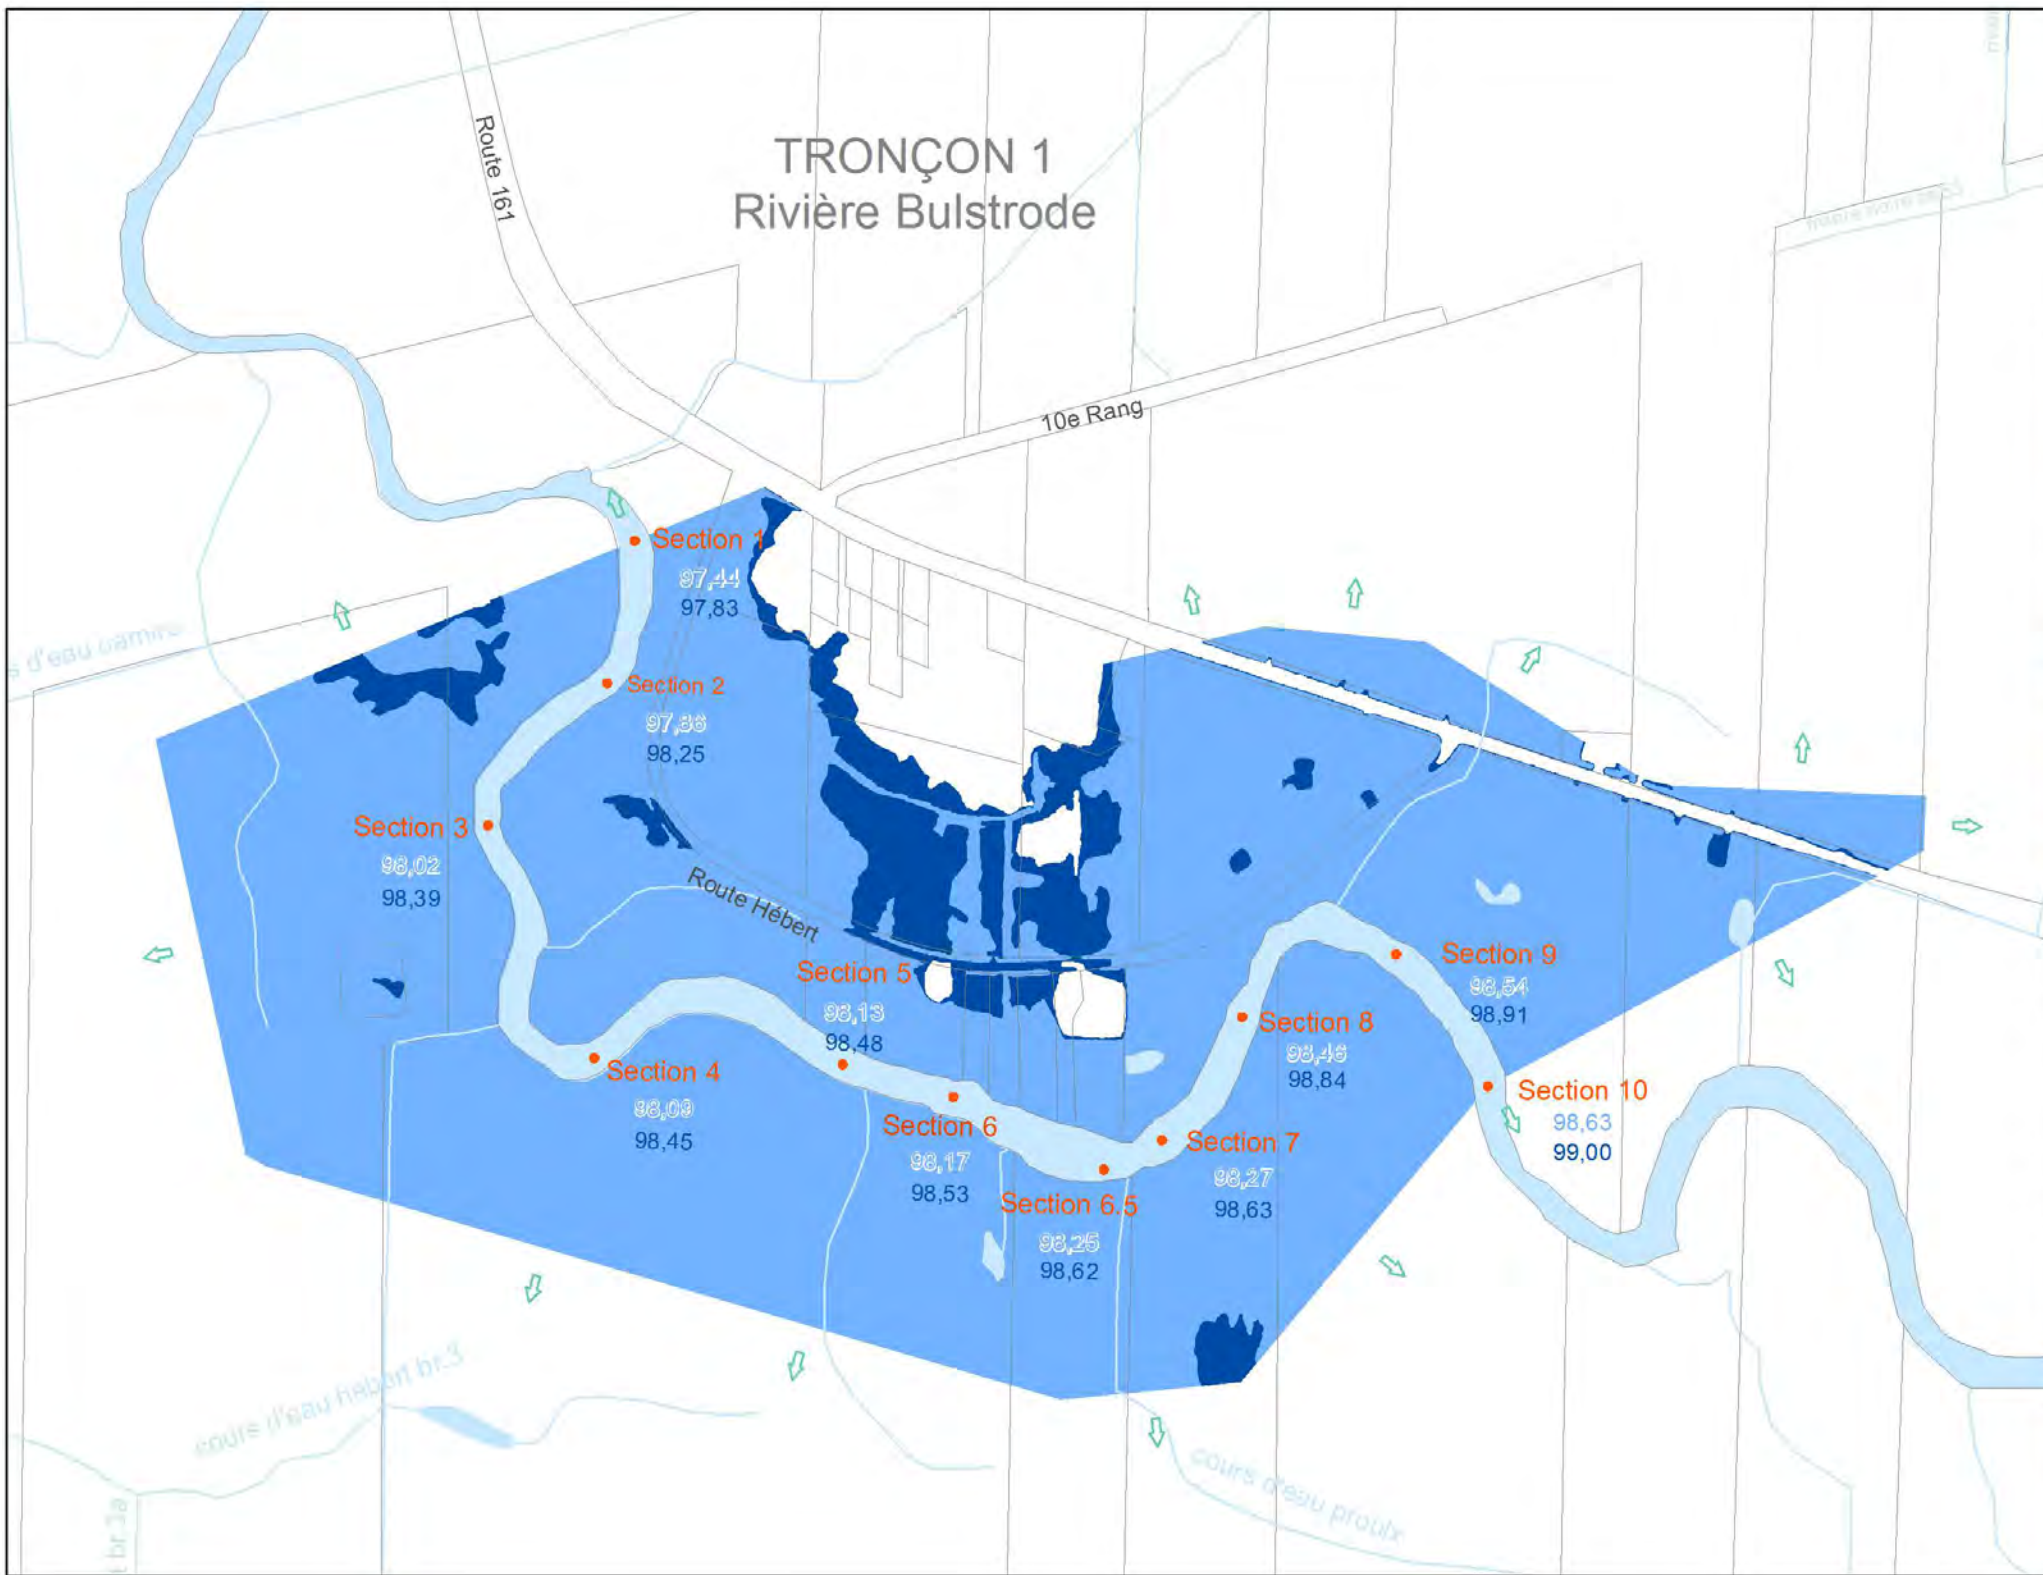 TRONÇON 1
Rivière Bulstrode
Route 161
10e Rang
Section 1
97,44
97,83
s d'eau camire
Section 2
97,86
98,25
Section 3
98,02
98,39
Route Hébert
Section 5
98,13
98,48
Section 9
98,54
98,91
Section 8
98,46
98,84
Section 4
98,09
98,45
Section 10
98,63
99,00
Section 6
98,17
98,53
Section 7
98,27
98,63
Section 6.5
98,25
98,62
cours d'eau hébert br.3
cours d'eau proulx
t br.3a